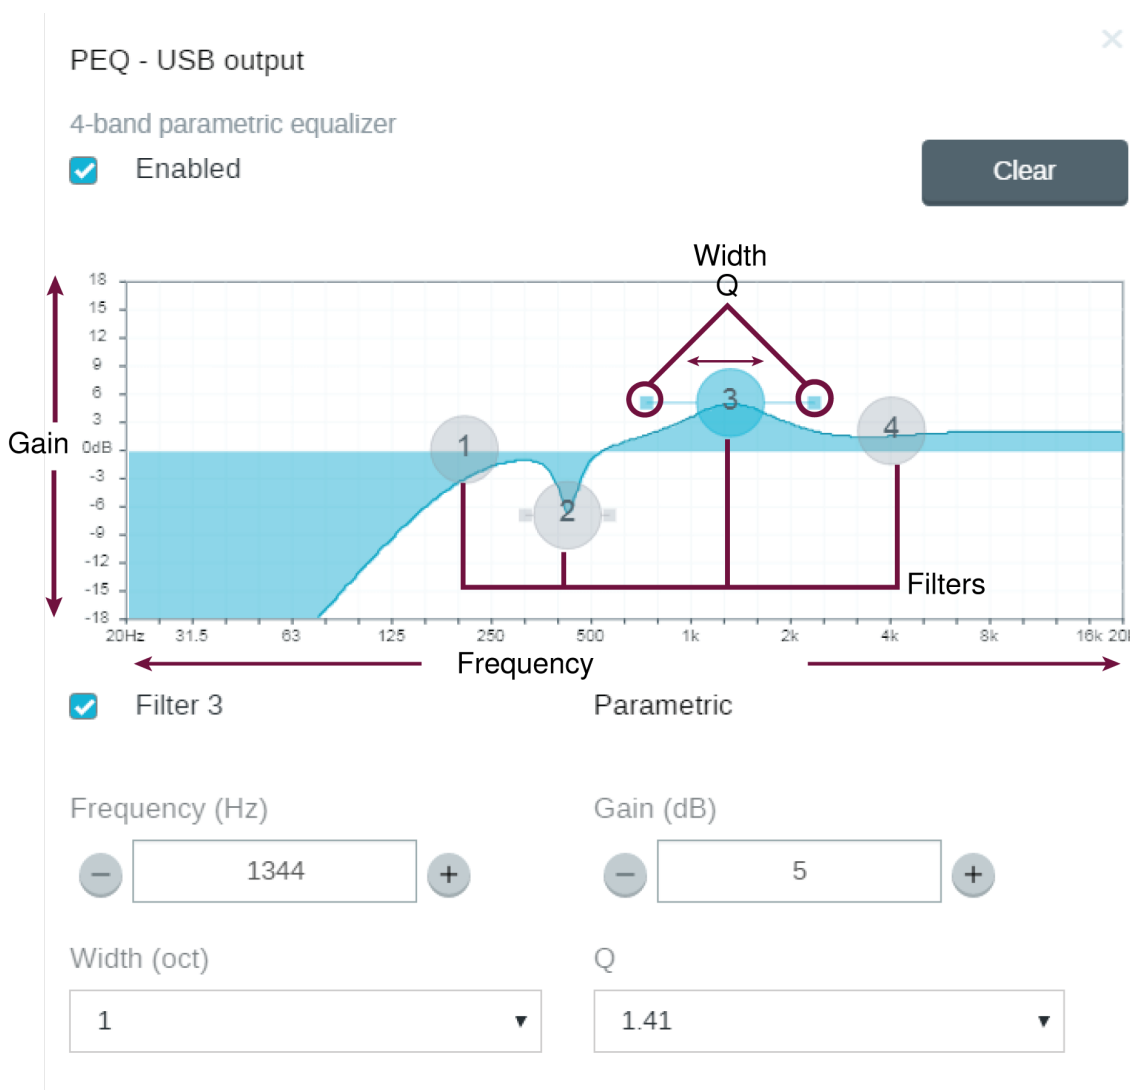 ×
PEQ - USB output
4-band parametric equalizer
Enabled
Clear
Width
Q
18
15
12
9
6
3
0dB
-3
-6
-9
-12
-15
-18
Gain
1
2
3
4
Filters
20Hz 31.5 63 125 250 500 1k 2k 4k 8k 16k 20
Frequency
Filter 3 Parametric
Frequency (Hz) Gain (dB)
− 1344 + − 5 +
Width (oct) Q
1 1.41